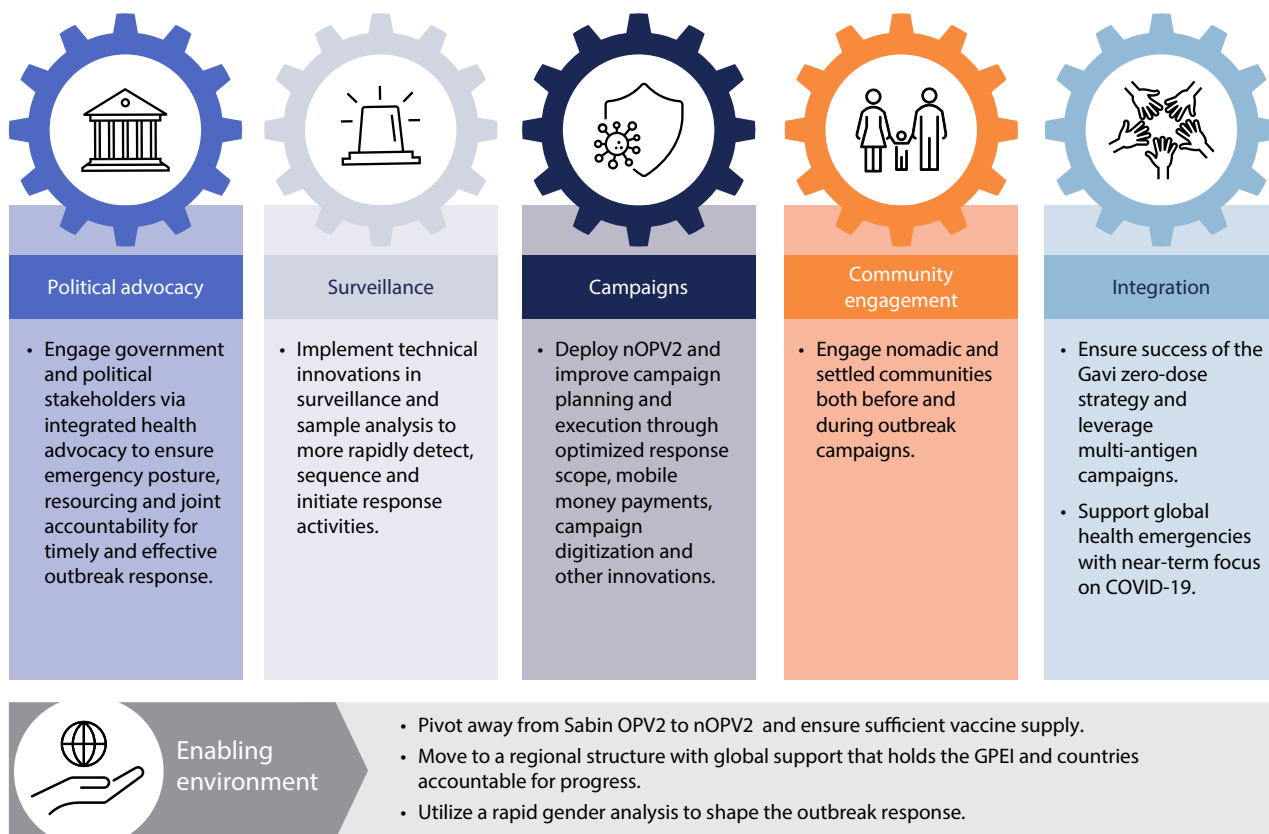 Political advocacy
• Engage government
and political
stakeholders via
integrated health
advocacy to ensure
emergency posture,
resourcing and joint
accountability for
timely and effective
outbreak response.
Surveillance
• Implement technical
innovations in
surveillance and
sample analysis to
more rapidly detect,
sequence and
initiate response
activities.
Campaigns
• Deploy nOPV2 and
improve campaign
planning and
execution through
optimized response
scope, mobile
money payments,
campaign
digitization and
other innovations.
Community
engagement
• Engage nomadic and
settled communities
both before and
during outbreak
campaigns.
Integration
• Ensure success of the
Gavi zero-dose
strategy and
leverage
multi-antigen
campaigns.
• Support global
health emergencies
with near-term focus
on COVID-19.
Enabling
environment
• Pivot away from Sabin OPV2 to nOPV2 and ensure sufficient vaccine supply.
• Move to a regional structure with global support that holds the GPEI and countries
accountable for progress.
• Utilize a rapid gender analysis to shape the outbreak response.